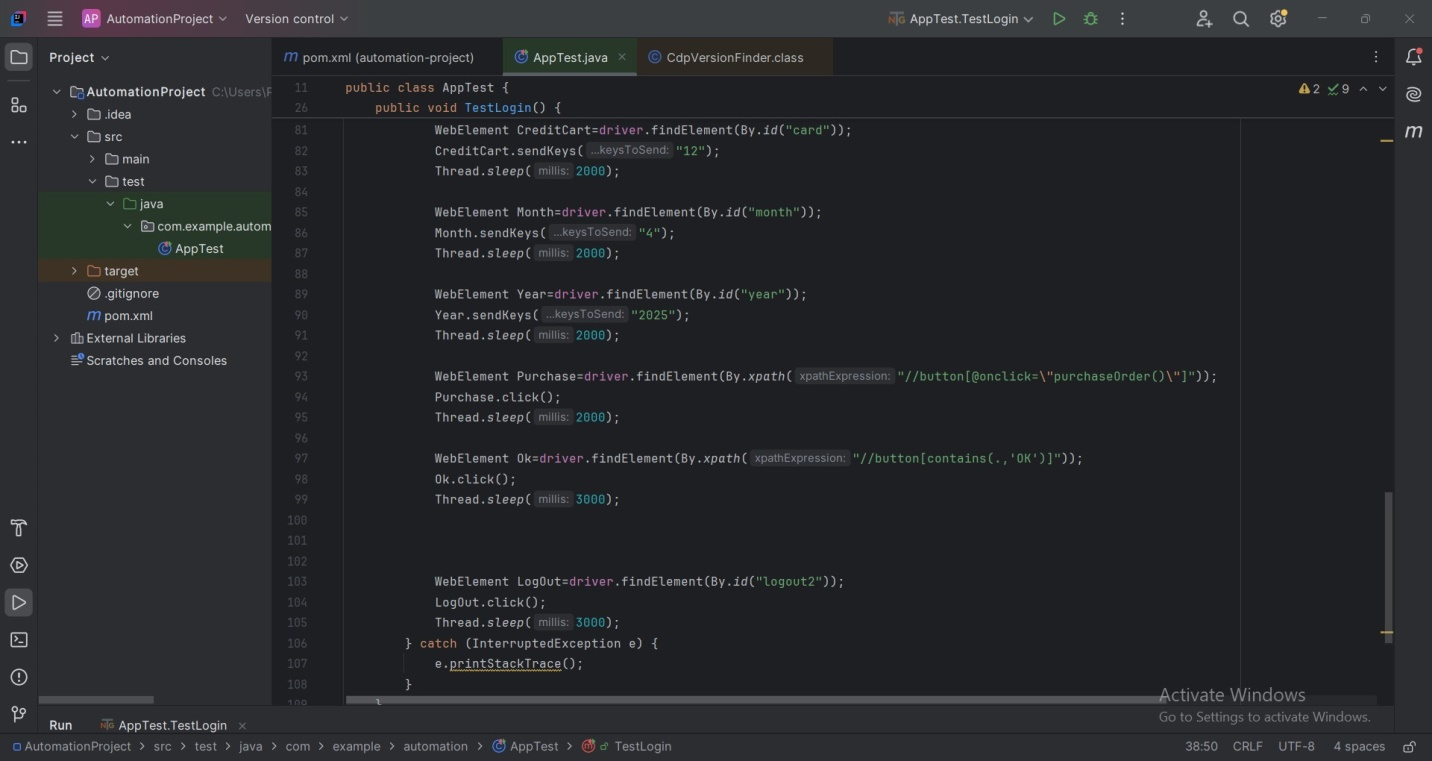 AP AutomationProject Version control AppTest.TestLogin
Project
pom.xml (automation-project) AppTest.java CdpVersionFinder.class
AutomationProject C:\Users\
.idea
src
main
test
java
com.example.autom
AppTest
target
.gitignore
pom.xml
External Libraries
Scratches and Consoles
11 public class AppTest { 2 9
26 public void TestLogin() {
81 WebElement CreditCart=driver.findElement(By.id("card"));
82 CreditCart.sendKeys( ...keysToSend: "12");
83 Thread.sleep( millis: 2000);
84
85 WebElement Month=driver.findElement(By.id("month"));
86 Month.sendKeys( ...keysToSend: "4");
87 Thread.sleep( millis: 2000);
88
89 WebElement Year=driver.findElement(By.id("year"));
90 Year.sendKeys( ...keysToSend: "2025");
91 Thread.sleep( millis: 2000);
92
93 WebElement Purchase=driver.findElement(By.xpath( xpathExpression: "//button[@onclick=\"purchaseOrder()\"]"));
94 Purchase.click();
95 Thread.sleep( millis: 2000);
96
97 WebElement Ok=driver.findElement(By.xpath( xpathExpression: "//button[contains(.,'OK')]"));
98 Ok.click();
99 Thread.sleep( millis: 3000);
100
101
102
103 WebElement LogOut=driver.findElement(By.id("logout2"));
104 LogOut.click();
105 Thread.sleep( millis: 3000);
106 } catch (InterruptedException e) {
107 e.printStackTrace();
108 }
109 }
m
Activate Windows
Go to Settings to activate Windows.
Run AppTest.TestLogin
AutomationProject > src > test > java > com > example > automation > AppTest > TestLogin 38:50 CRLF UTF-8 4 spaces